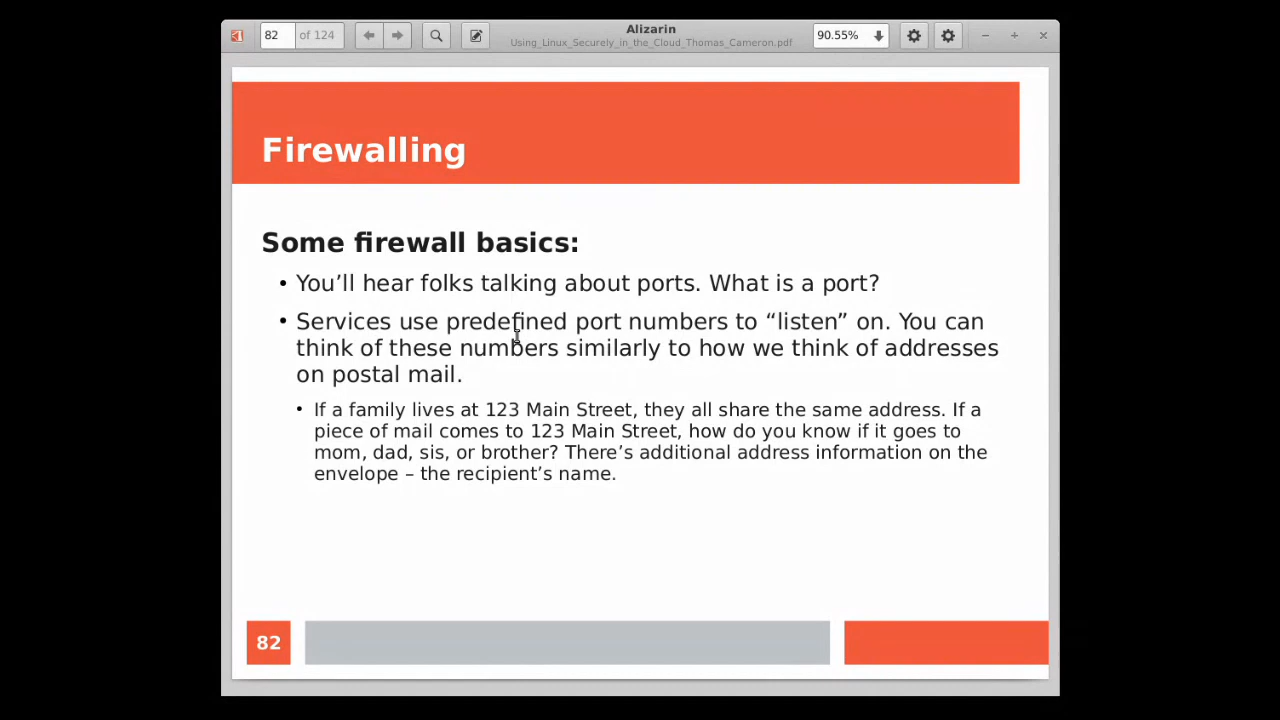 82 of 124
Alizarin
Using_Linux_Securely_in_the_Cloud_Thomas_Cameron.pdf
90.55%
Firewalling
Some firewall basics:
• You’ll hear folks talking about ports. What is a port?
• Services use predefined port numbers to “listen” on. You can
think of these numbers similarly to how we think of addresses
on postal mail.
• If a family lives at 123 Main Street, they all share the same address. If a
piece of mail comes to 123 Main Street, how do you know if it goes to
mom, dad, sis, or brother? There’s additional address information on the
envelope – the recipient’s name.
82